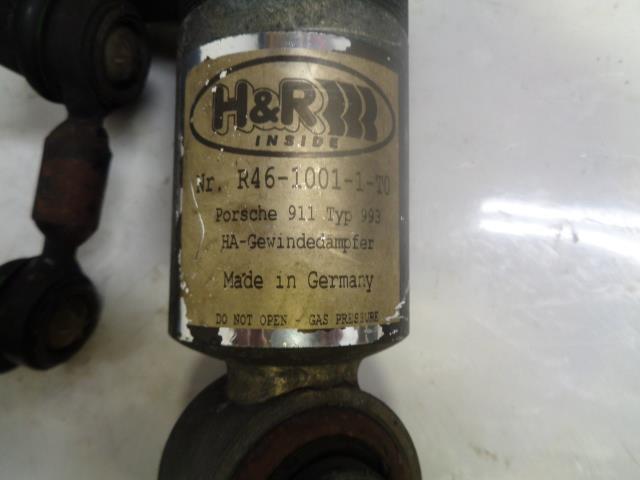 H&R
INSIDE
Nr. R46-1001-1-T0
Porsche 911 Typ 993
HA-Gewindedämpfer
Made in Germany
DO NOT OPEN - GAS PRESSURE